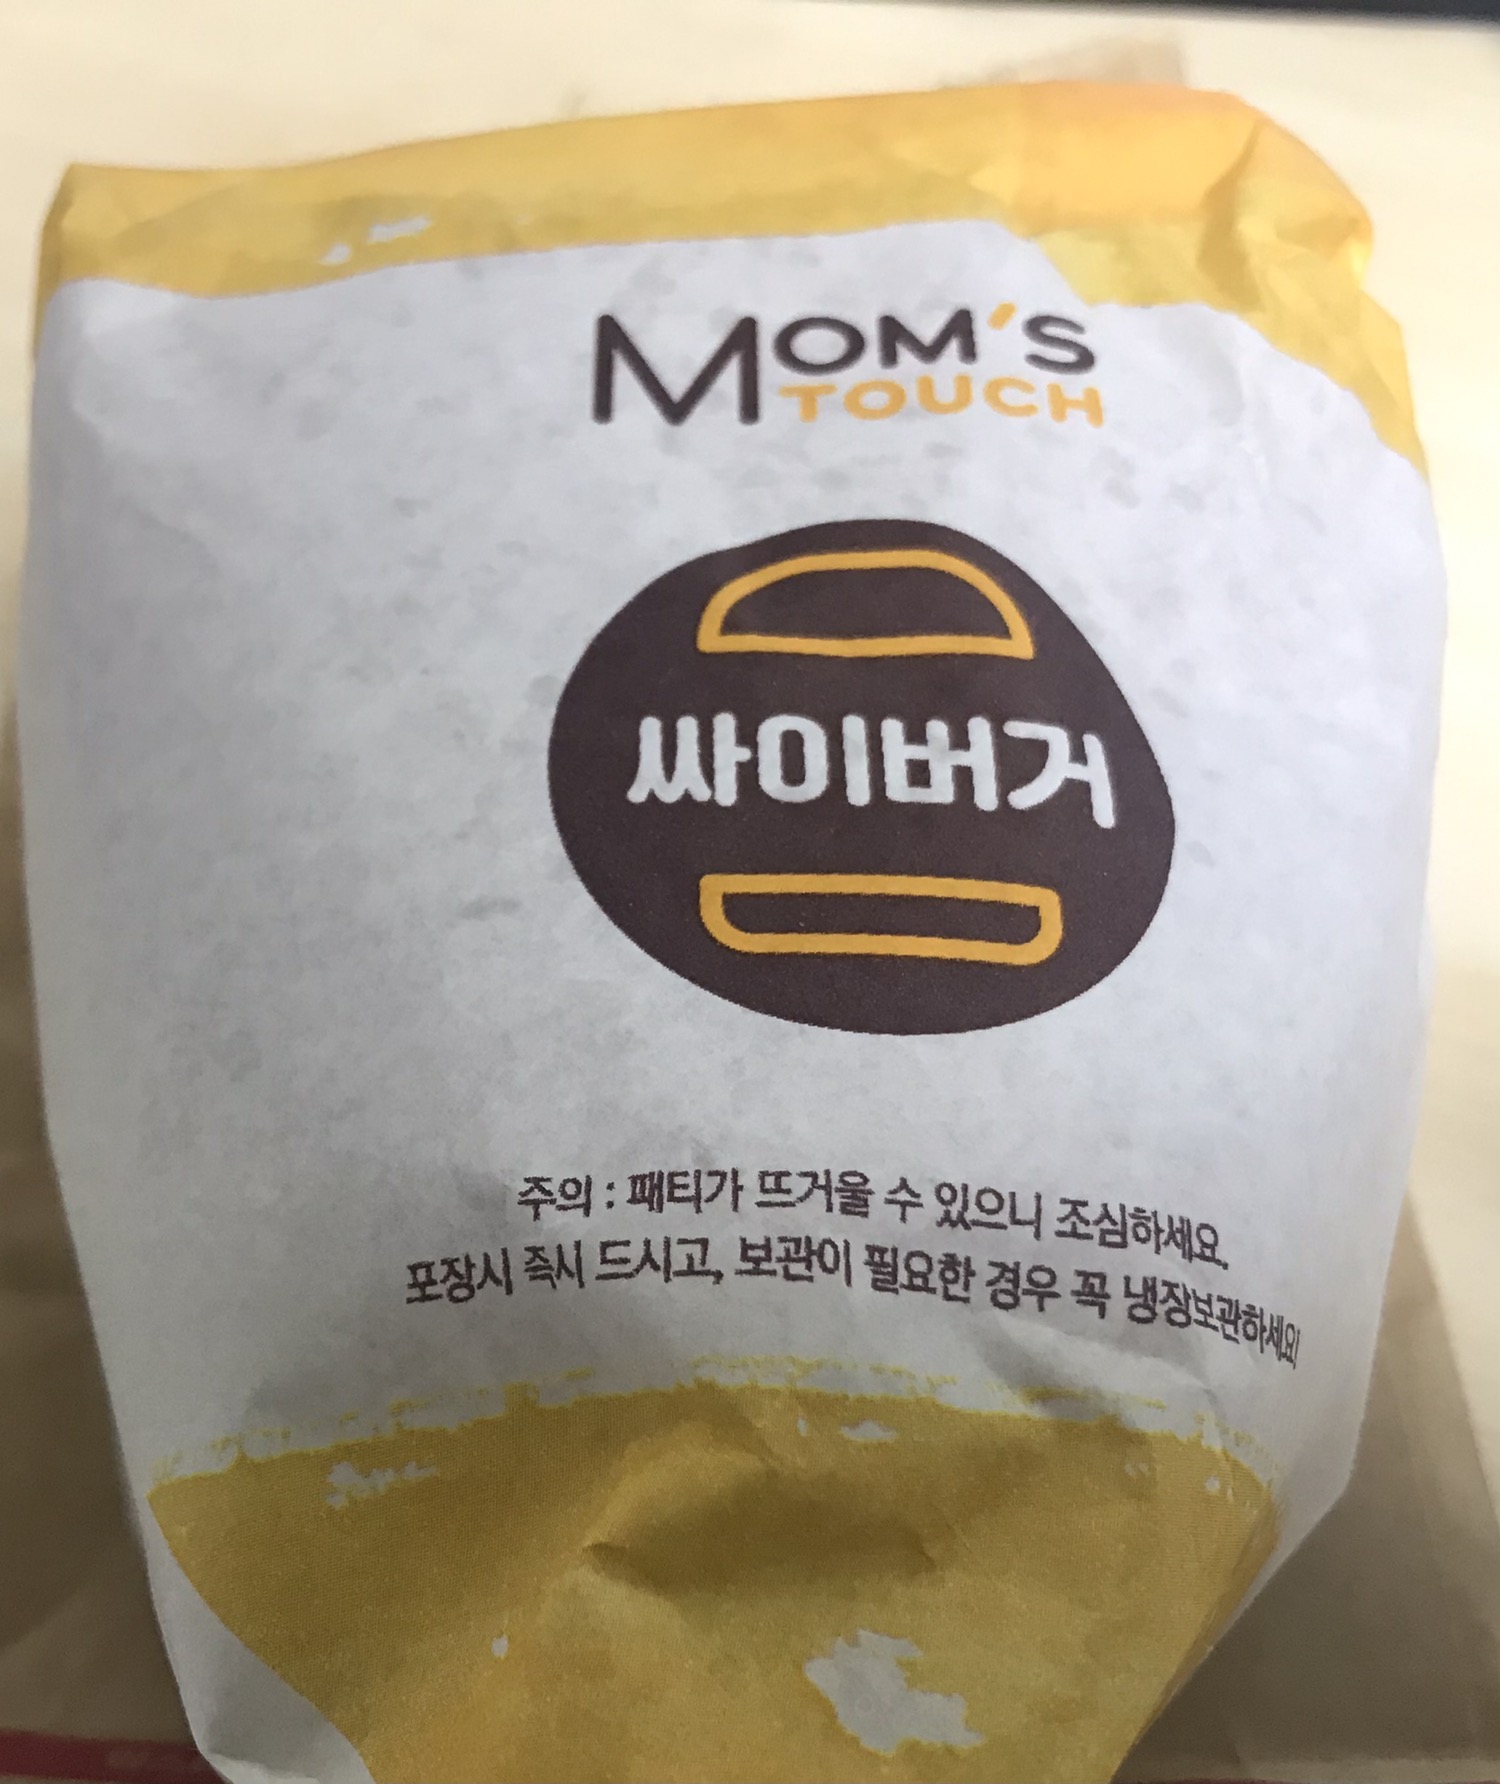 MOM'S
TOUCH
싸이버거
주의 : 패티가 뜨거울 수 있으니 조심하세요.
포장시 즉시 드시고, 보관이 필요한 경우 꼭 냉장보관하세요!